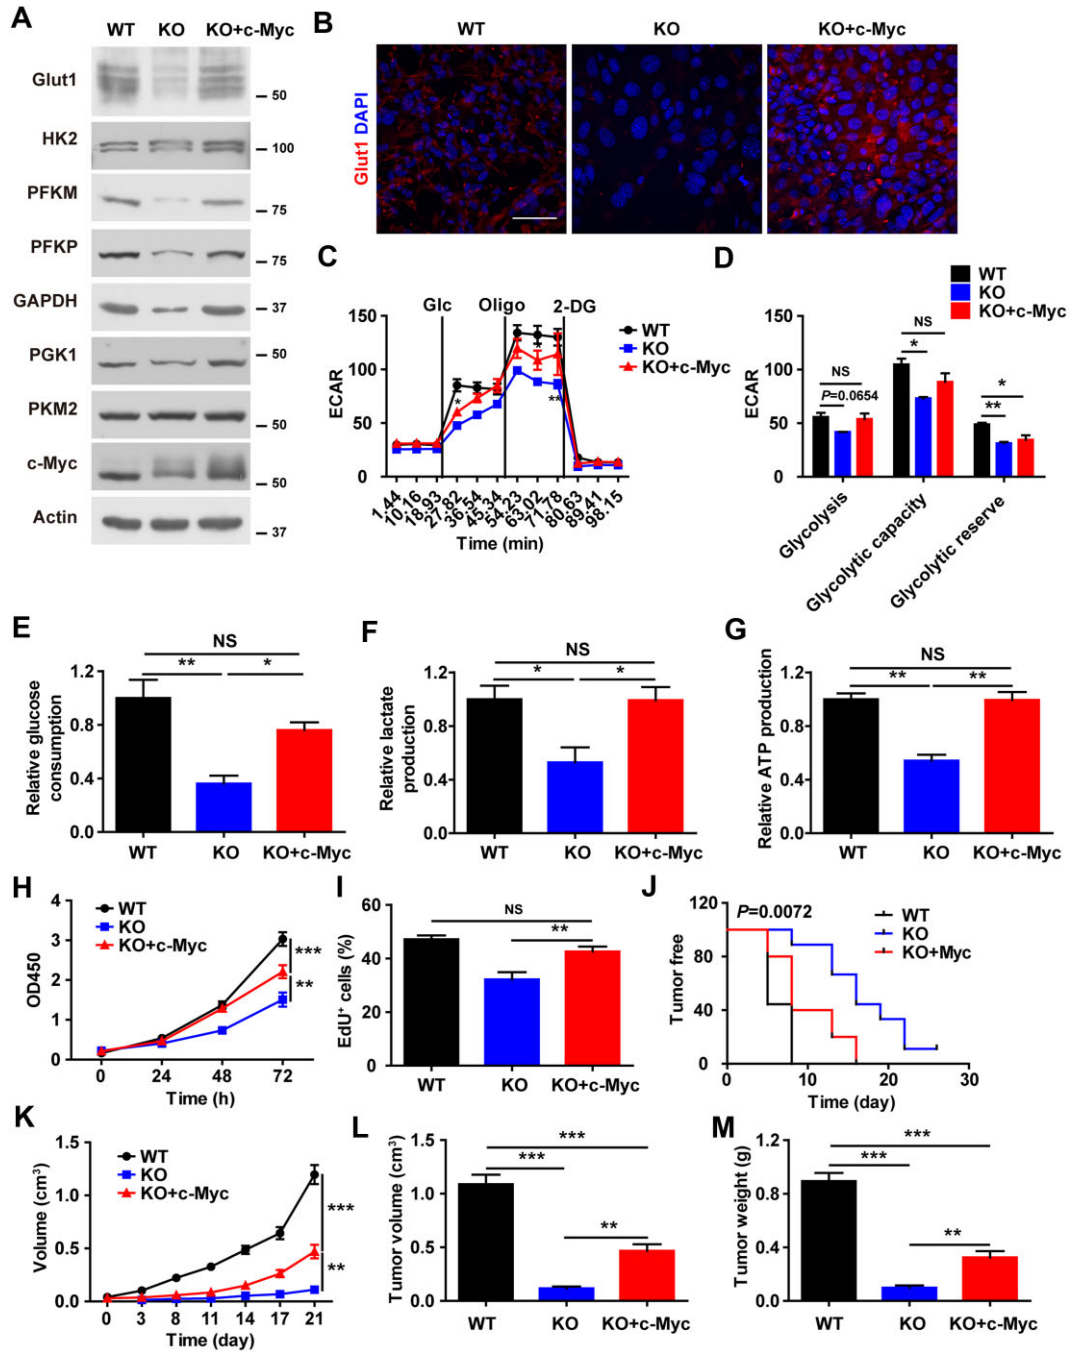 A
WT KO KO+c-Myc
Glut1
50
HK2
100
PFKM
75
PFKP
75
GAPDH
37
PGK1
50
PKM2
50
c-Myc
50
Actin
37
B
WT KO KO+c-Myc
Glut1 DAPI
C
Glc Oligo 2-DG
ECAR
150
100
50
0
WT
KO
KO+c-Myc
*
*
**
1.44 10.16 18.93 27.82 36.54 45.34 54.23 63.02 71.78 80.63 89.41 98.15
Time (min)
D
WT
KO
KO+c-Myc
ECAR
150
100
50
0
NS
P=0.0654
NS
*
*
**
Glycolysis
Glycolytic capacity
Glycolytic reserve
E
Relative glucose consumption
1.2
0.8
0.4
0.0
NS
** *
WT KO KO+c-Myc
F
Relative lactate production
1.2
0.8
0.4
0.0
NS
* *
WT KO KO+c-Myc
G
Relative ATP production
1.2
0.8
0.4
0.0
NS
** **
WT KO KO+c-Myc
H
OD450
4
3
2
1
0
WT
KO
KO+c-Myc
***
**
0 24 48 72
Time (h)
I
EdU+ cells (%)
60
40
20
0
NS
**
WT KO KO+c-Myc
J
Tumor free
120
80
40
0
P=0.0072
WT
KO
KO+Myc
0 10 20 30
Time (day)
K
Volume (cm³)
1.5
1.0
0.5
0.0
WT
KO
KO+c-Myc
***
**
0 3 8 11 14 17 21
Time (day)
L
Tumor volume (cm³)
1.5
1.0
0.5
0.0
***
***
**
WT KO KO+c-Myc
M
Tumor weight (g)
1.2
0.8
0.4
0.0
***
***
**
WT KO KO+c-Myc